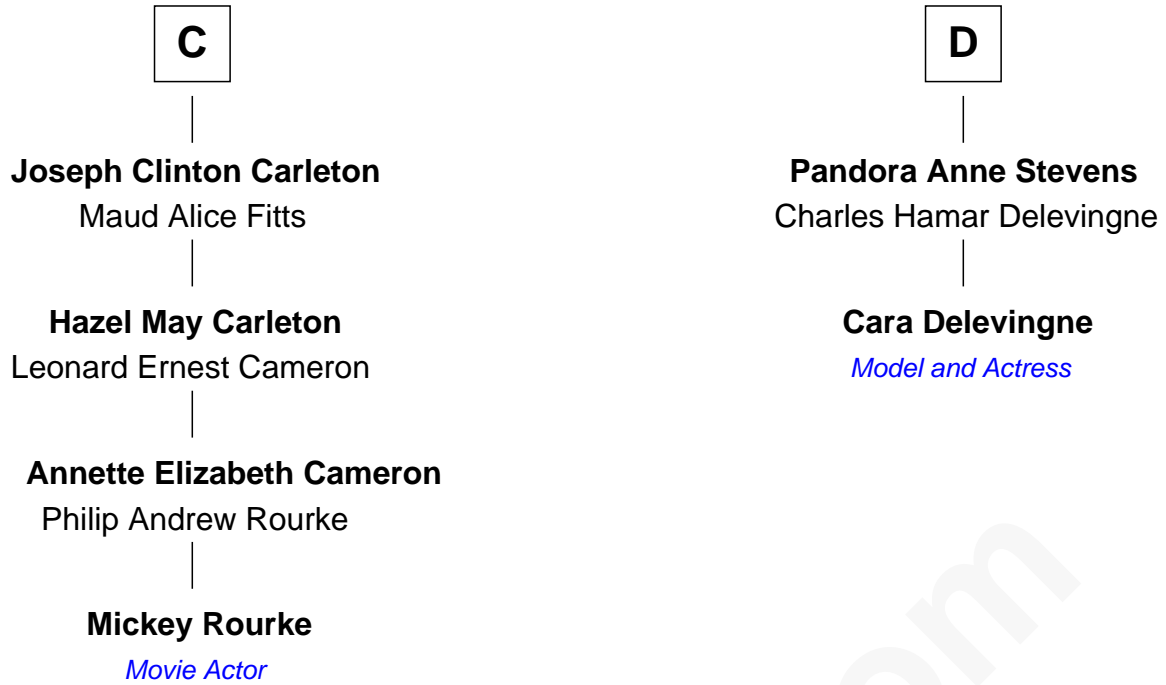 C
Joseph Clinton Carleton
Maud Alice Fitts
Hazel May Carleton
Leonard Ernest Cameron
Annette Elizabeth Cameron
Philip Andrew Rourke
Mickey Rourke
Movie Actor
D
Pandora Anne Stevens
Charles Hamar Delevingne
Cara Delevingne
Model and Actress
om